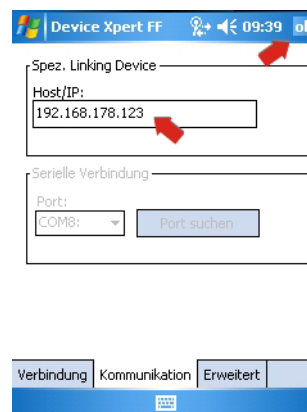 Device Xpert FF 09:39 ok
Spez. Linking Device
Host/IP:
192.168.178.123
Serielle Verbindung
Port:
COM8: Port suchen
Verbindung Kommunikation Erweitert